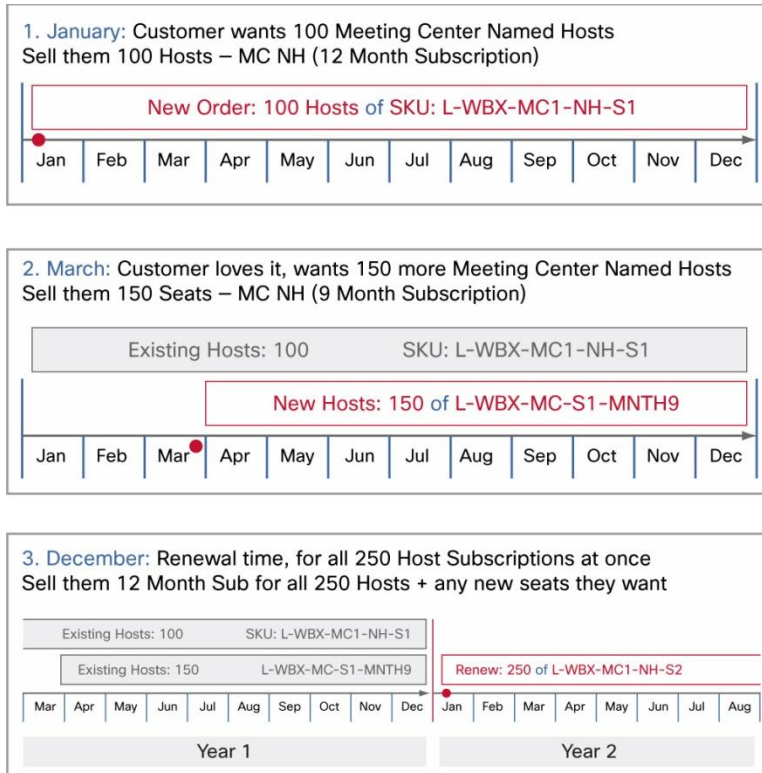 1. January: Customer wants 100 Meeting Center Named Hosts
Sell them 100 Hosts – MC NH (12 Month Subscription)
New Order: 100 Hosts of SKU: L-WBX-MC1-NH-S1
Jan Feb Mar Apr May Jun Jul Aug Sep Oct Nov Dec
2. March: Customer loves it, wants 150 more Meeting Center Named Hosts
Sell them 150 Seats – MC NH (9 Month Subscription)
Existing Hosts: 100 SKU: L-WBX-MC1-NH-S1
New Hosts: 150 of L-WBX-MC-S1-MNTH9
Jan Feb Mar Apr May Jun Jul Aug Sep Oct Nov Dec
3. December: Renewal time, for all 250 Host Subscriptions at once
Sell them 12 Month Sub for all 250 Hosts + any new seats they want
Existing Hosts: 100 SKU: L-WBX-MC1-NH-S1
Existing Hosts: 150 L-WBX-MC-S1-MNTH9 Renew: 250 of L-WBX-MC1-NH-S2
Mar Apr May Jun Jul Aug Sep Oct Nov Dec Jan Feb Mar Apr May Jun Jul Aug
Year 1 Year 2